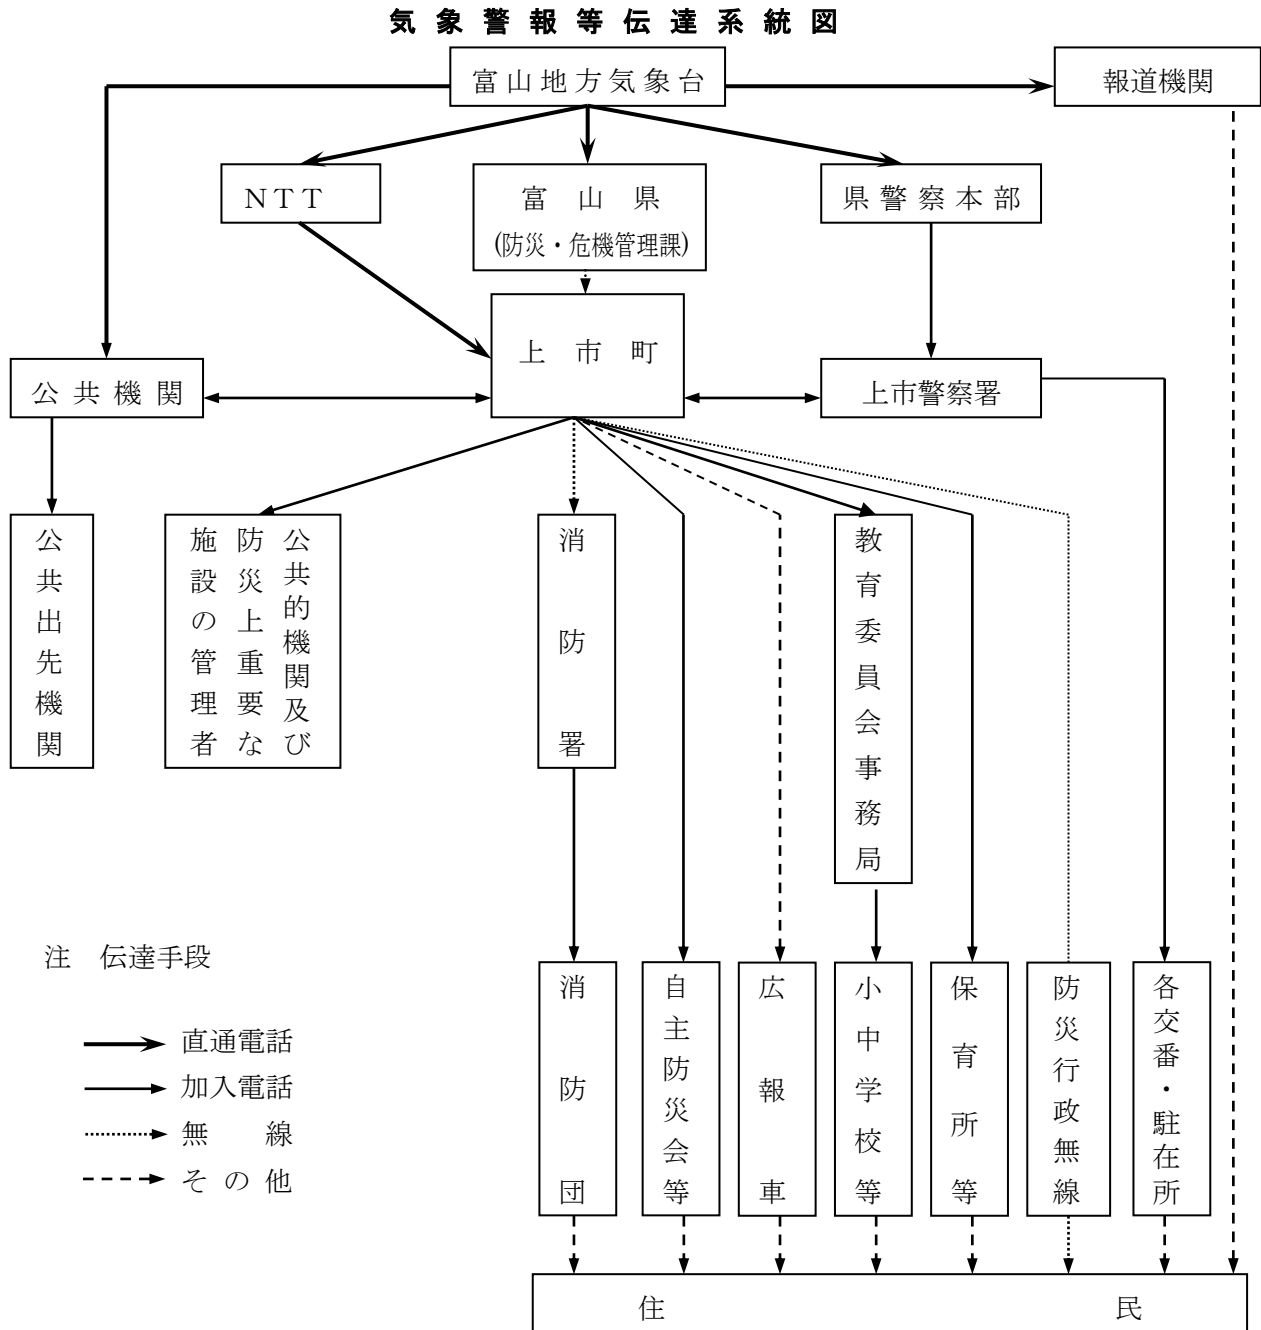 気象警報等伝達系統図
富山地方気象台
報道機関
NTT
富山県
(防災・危機管理課)
県警察本部
上市町
公共機関
上市警察署
公共出先機関
公共的機関及び
防災上重要な
施設の管理者
消防署
教育委員会事務局
注　伝達手段
直通電話
加入電話
無　線
その他
消防団
自主防災会等
広報車
小中学校等
保育所等
防災行政無線
各交番・駐在所
住民